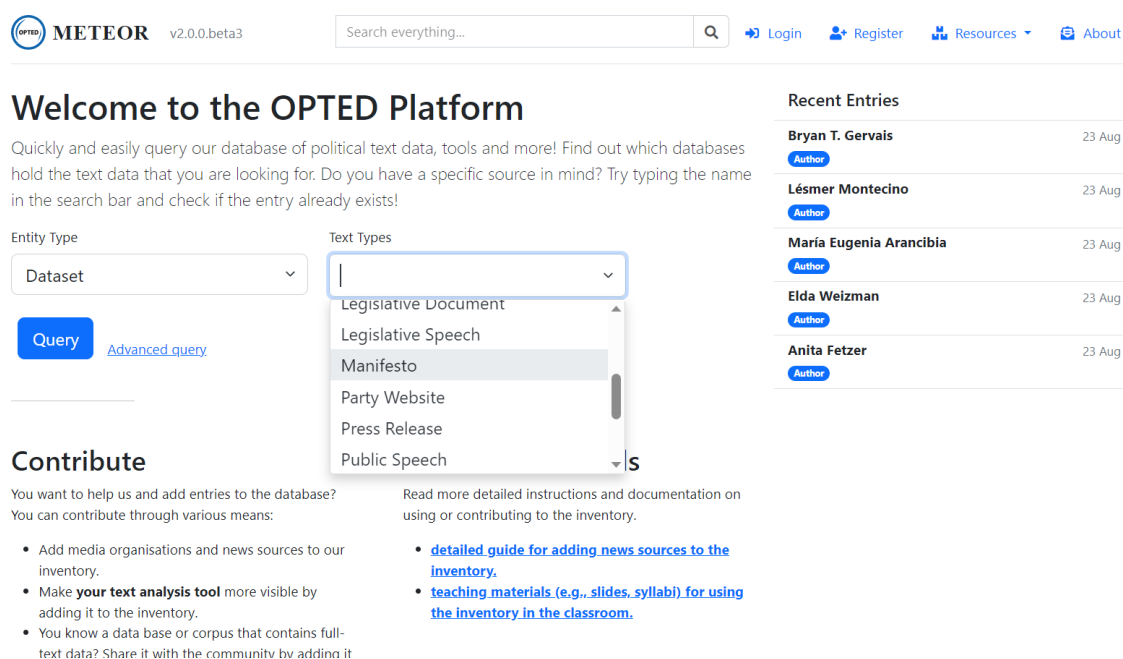 OPTED METEOR v2.0.0.beta3 Search everything... Login Register Resources About
Welcome to the OPTED Platform
Quickly and easily query our database of political text data, tools and more! Find out which databases
hold the text data that you are looking for. Do you have a specific source in mind? Try typing the name
in the search bar and check if the entry already exists!
Entity Type
Dataset
Text Types
Legislative Document
Legislative Speech
Manifesto
Party Website
Press Release
Public Speech
Query
Advanced query
Recent Entries
Bryan T. Gervais 23 Aug
Author
Lésmer Montecino 23 Aug
Author
María Eugenia Arancibia 23 Aug
Author
Elda Weizman 23 Aug
Author
Anita Fetzer 23 Aug
Author
Contribute
You want to help us and add entries to the database?
You can contribute through various means:
Add media organisations and news sources to our
inventory.
Make your text analysis tool more visible by
adding it to the inventory.
You know a data base or corpus that contains full-
text data? Share it with the community by adding it
Read more detailed instructions and documentation on
using or contributing to the inventory.
detailed guide for adding news sources to the
inventory.
teaching materials (e.g., slides, syllabi) for using
the inventory in the classroom.